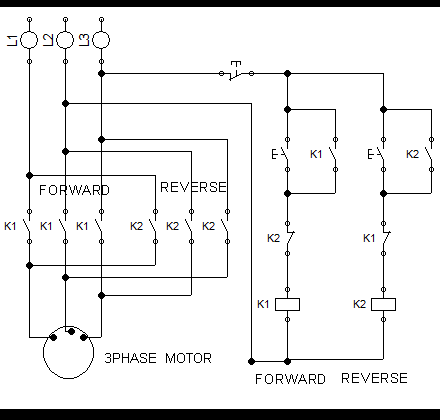 L1 L2 L3
K1 K2
FORWARD REVERSE
K1 K1 K1 K2 K2 K2
K2 K1
K1 K2
3PHASE MOTOR
FORWARD REVERSE